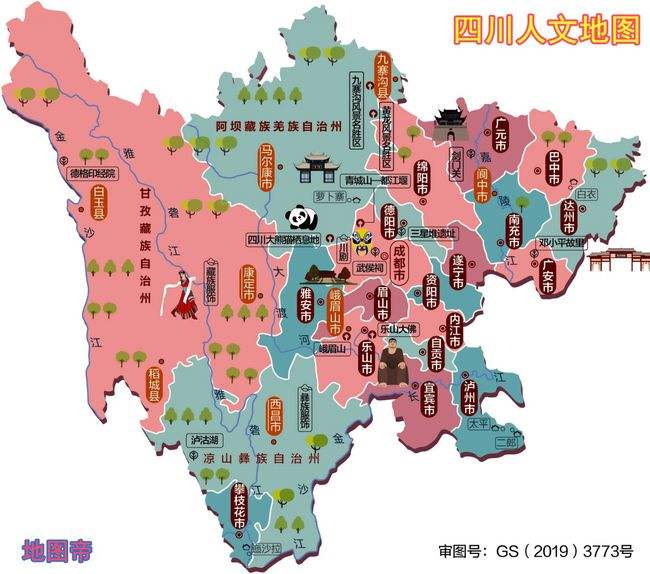 四川人文地图
九寨沟县
九寨沟风景名胜区
黄龙风景名胜区
阿坝藏族羌族自治州
广元市
剑门关
嘉
陵
江
巴中市
绵阳市
阆中市
马尔康市
金
沙
江
雅
砻
江
德格印经院
白玉县
甘孜藏族自治州
青城山—都江堰
萝卜寨
白衣
达州市
南充市
德阳市
三星堆遗址
邓小平故里
四川大熊猫栖息地
川剧
武侯祠
成都市
遂宁市
广安市
藏族服饰
康定市
大
渡
河
雅安市
峨眉山市
眉山市
资阳市
内江市
峨眉山
乐山市
乐山大佛
自贡市
稻城县
宜宾市
泸州市
长
江
太平
二郎
雅
砻
江
西昌市
彝族服饰
泸沽湖
凉山彝族自治州
金
沙
江
攀枝花市
迤沙拉
地图帝
审图号：GS（2019）3773号